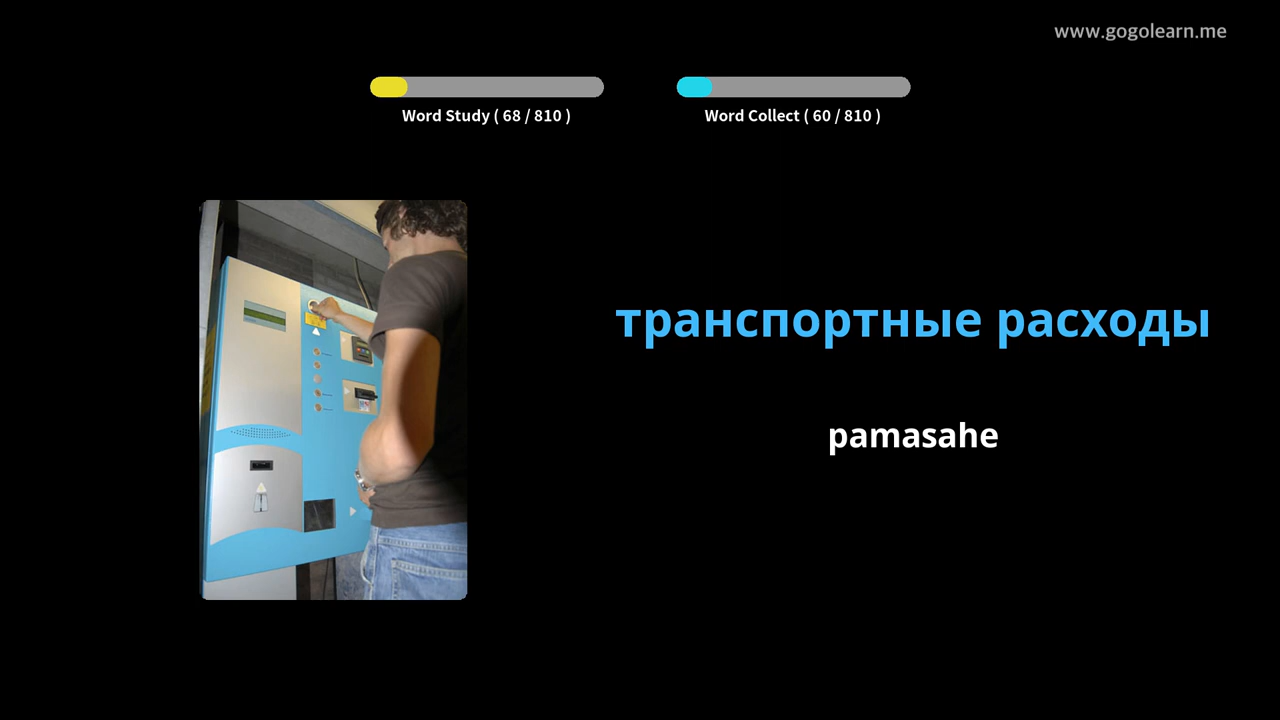 www.gogolearn.me
Word Study ( 68 / 810 )
Word Collect ( 60 / 810 )
транспортные расходы
pamasahe